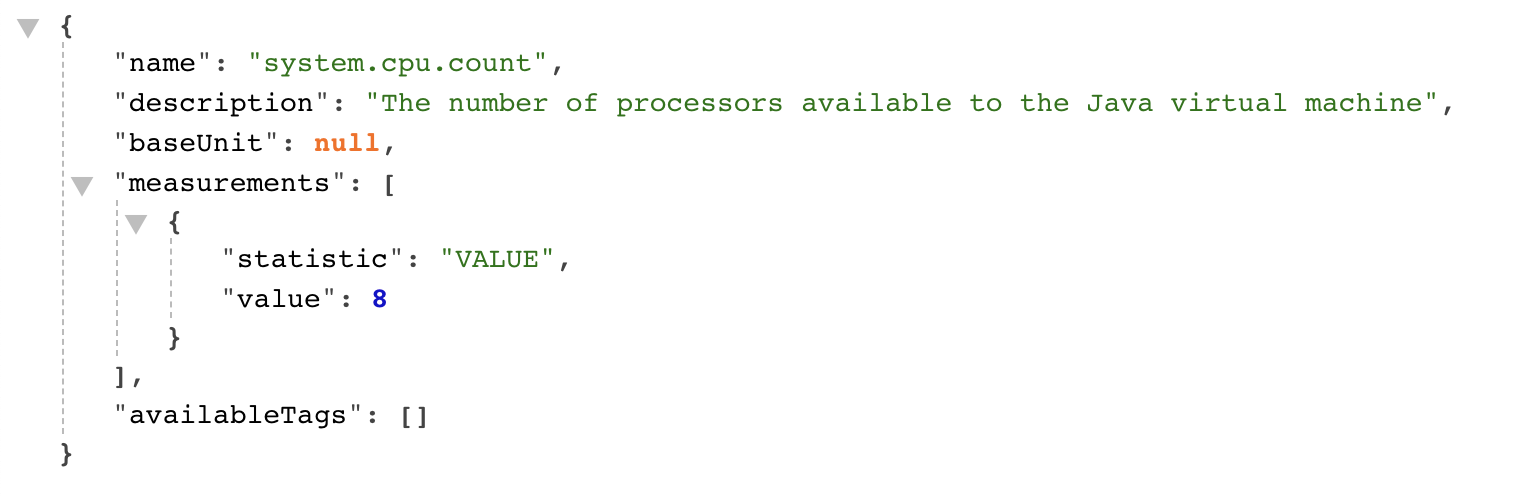 {
"name": "system.cpu.count",
"description": "The number of processors available to the Java virtual machine",
"baseUnit": null,
"measurements": [
{
"statistic": "VALUE",
"value": 8
}
],
"availableTags": []
}